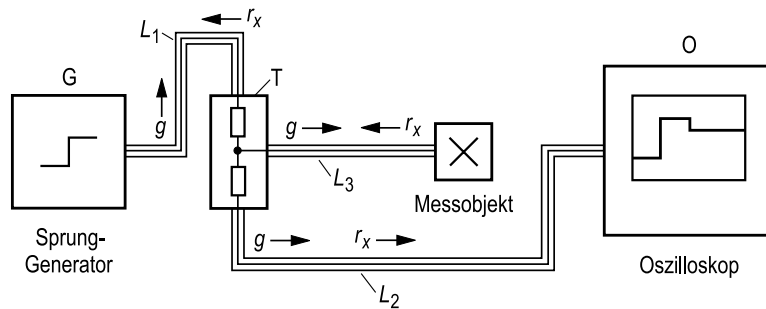 L1
rx
O
G
T
g
g
rx
L3
Messobjekt
Sprung-
Generator
g
rx
Oszilloskop
L2